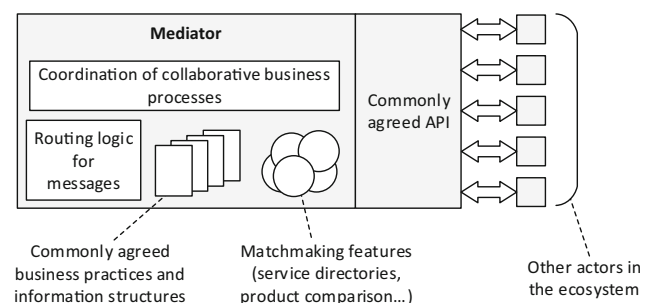 Mediator
Coordination of collaborative business
processes
Routing logic
for
messages
Commonly
agreed API
Commonly agreed
business practices and
information structures
Matchmaking features
(service directories,
product comparison…)
Other actors in
the ecosystem